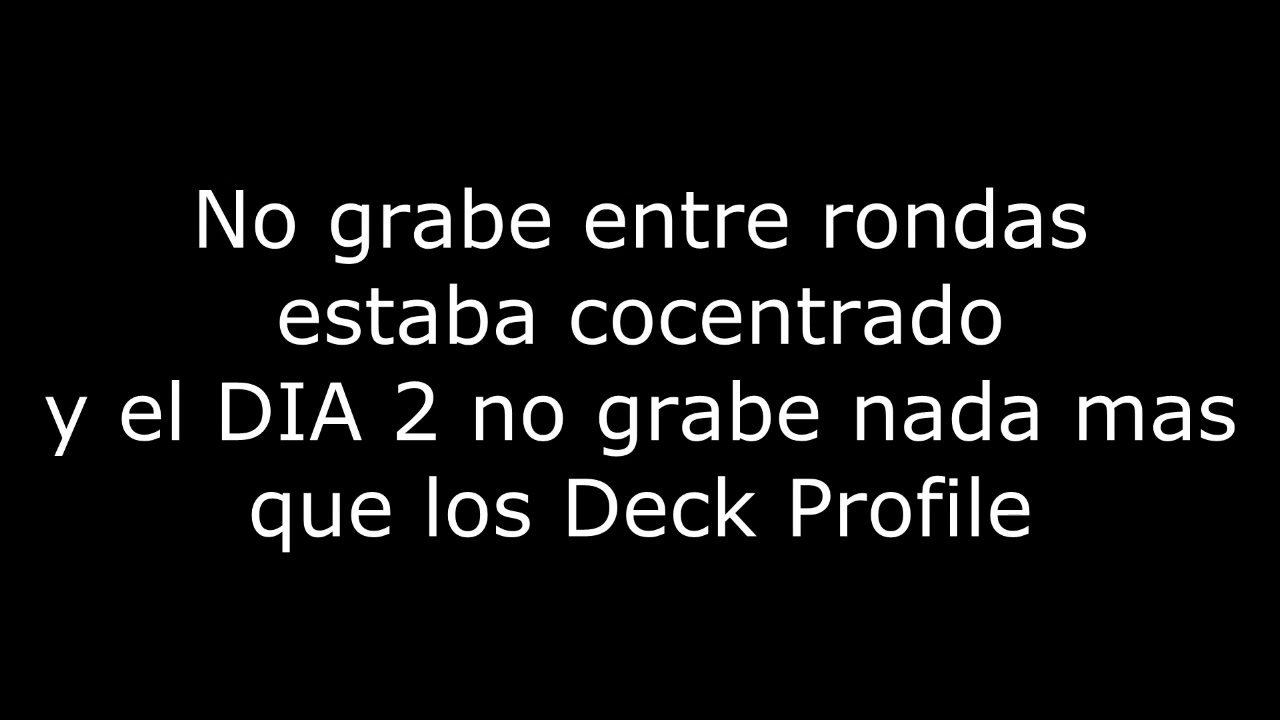 No grabe entre rondas
estaba cocentrado
y el DIA 2 no grabe nada mas
que los Deck Profile